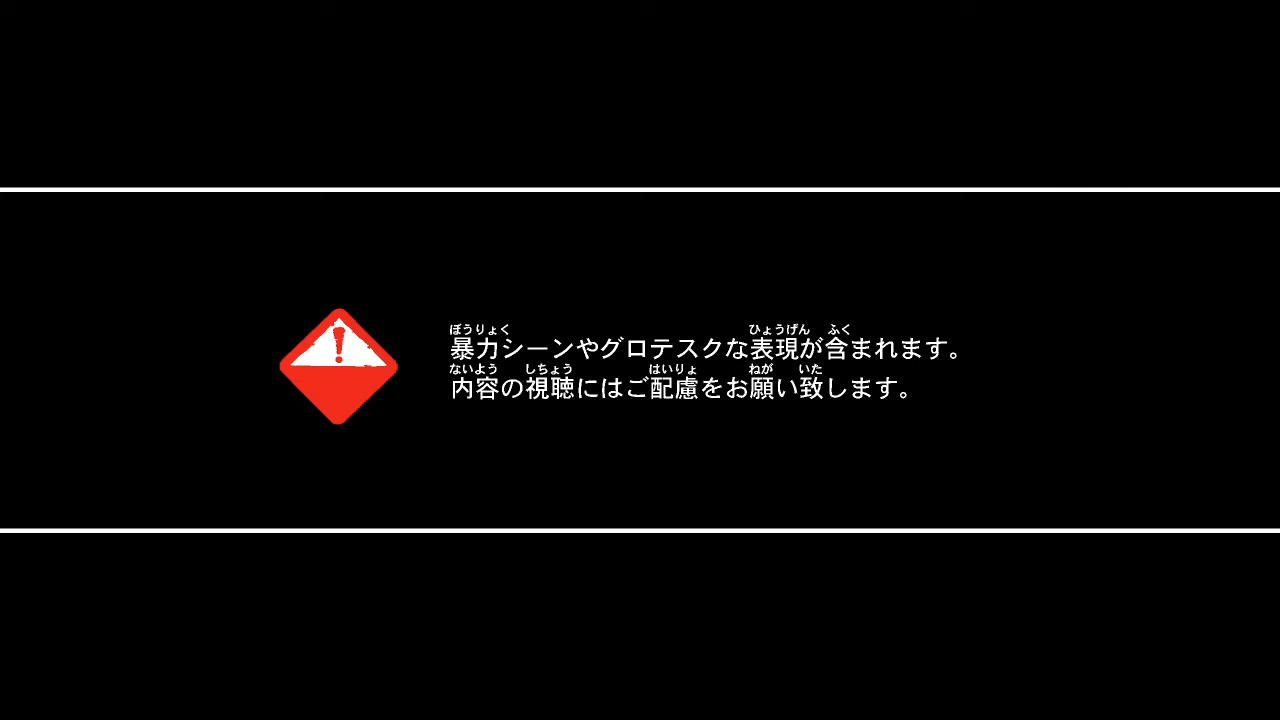 ぼうりょく ひょうげん ふく
暴力シーンやグロテスクな表現が含まれます。
ないよう しちょう はいりょ ねが いた
内容の視聴にはご配慮をお願い致します。